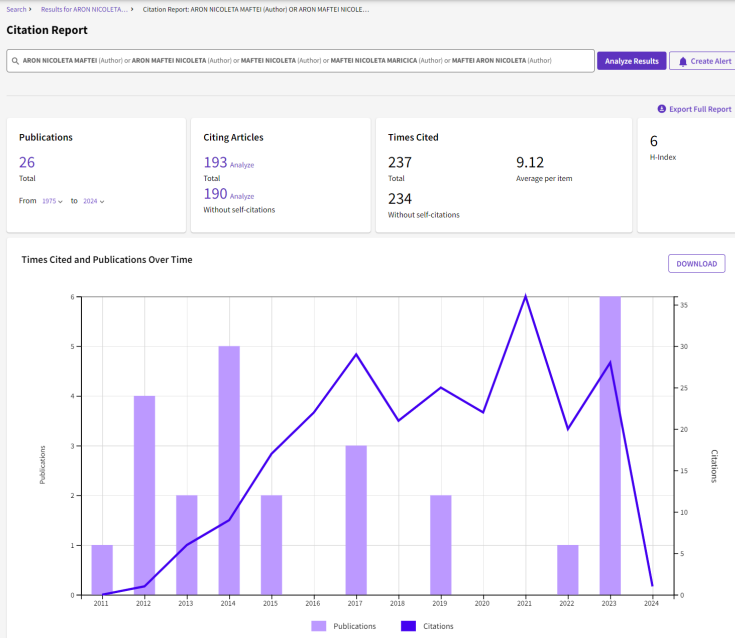 Search > Results for ARON NICOLETA... > Citation Report: ARON NICOLETA MAFTEI (Author) OR ARON MAFTEI NICOLE...
Citation Report
ARON NICOLETA MAFTEI (Author) or ARON MAFTEI NICOLETA (Author) or MAFTEI NICOLETA (Author) or MAFTEI NICOLETA MARICICA (Author) or MAFTEI ARON NICOLETA (Author)
Analyze Results
Create Alert
Export Full Report
Publications
26
Total
From 1975 to 2024
Citing Articles
193 Analyze
Total
190 Analyze
Without self-citations
Times Cited
237
Total
234
Without self-citations
9.12
Average per item
6
H-Index
Times Cited and Publications Over Time
DOWNLOAD
Publications
6
5
4
3
2
1
0
35
30
25
20
15
10
5
0
Citations
2011 2012 2013 2014 2015 2016 2017 2018 2019 2020 2021 2022 2023 2024
Publications Citations